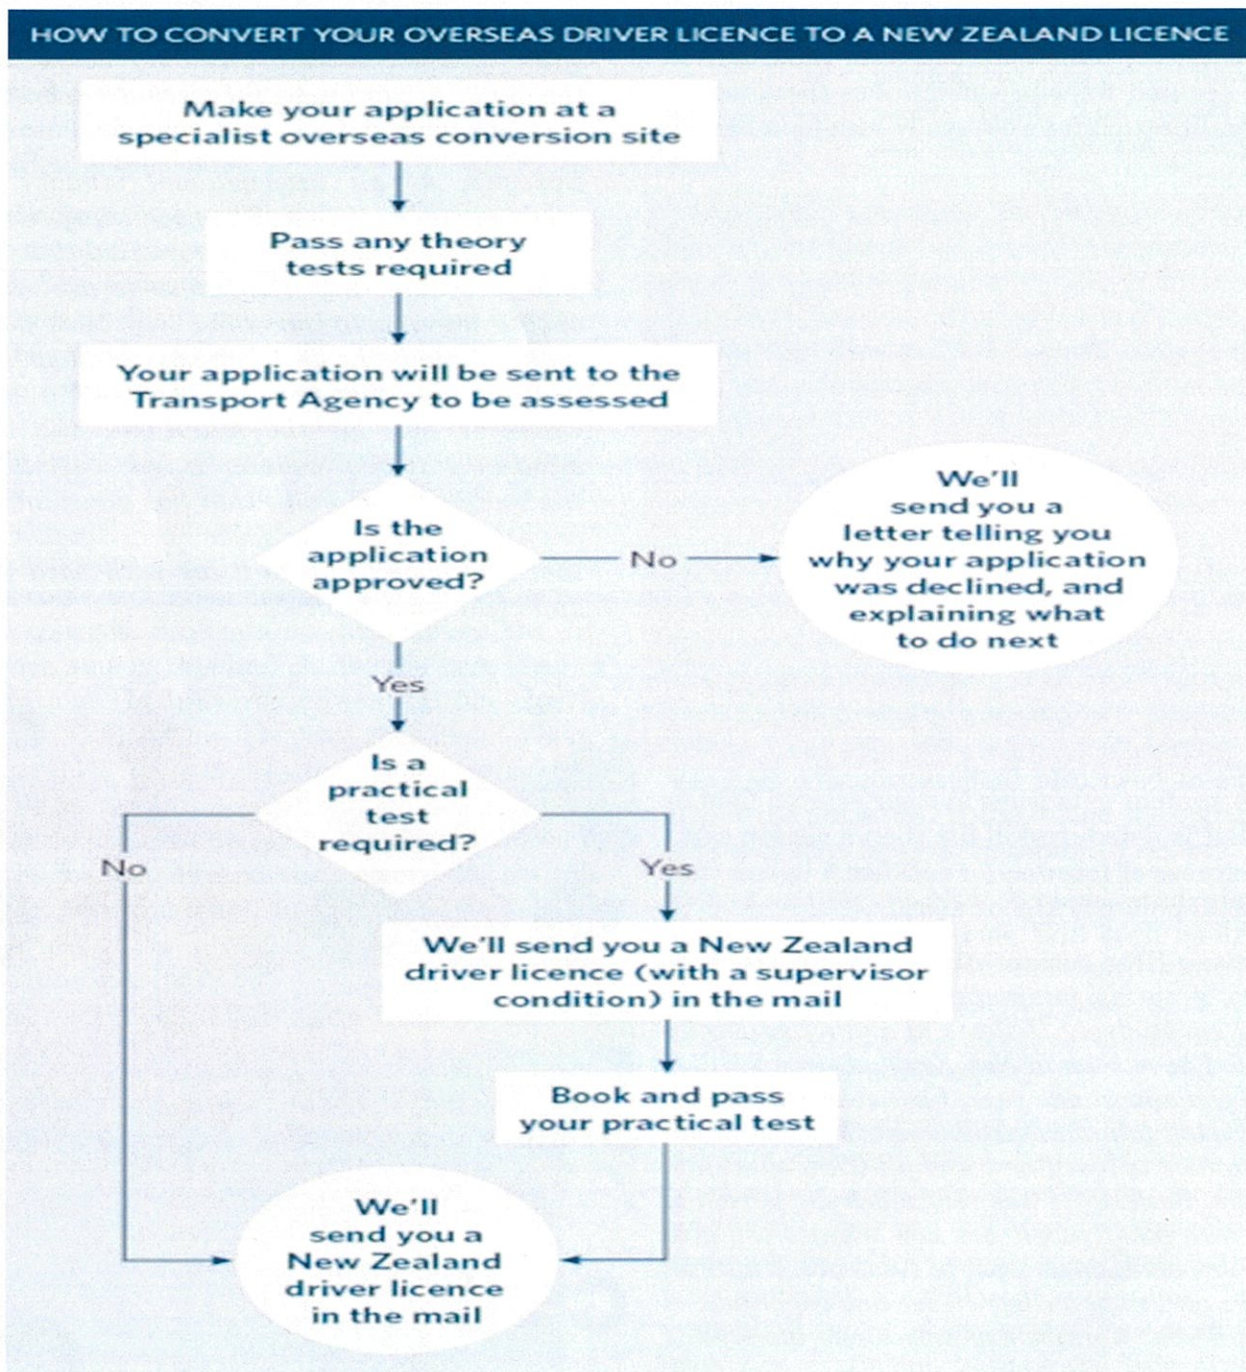 HOW TO CONVERT YOUR OVERSEAS DRIVER LICENCE TO A NEW ZEALAND LICENCE
Make your application at a
specialist overseas conversion site
Pass any theory
tests required
Your application will be sent to the
Transport Agency to be assessed
Is the
application
approved?
No
We'll
send you a
letter telling you
why your application
was declined, and
explaining what
to do next
Yes
Is a
practical
test
required?
No
Yes
We'll send you a New Zealand
driver licence (with a supervisor
condition) in the mail
Book and pass
your practical test
We'll
send you a
New Zealand
driver licence
in the mail